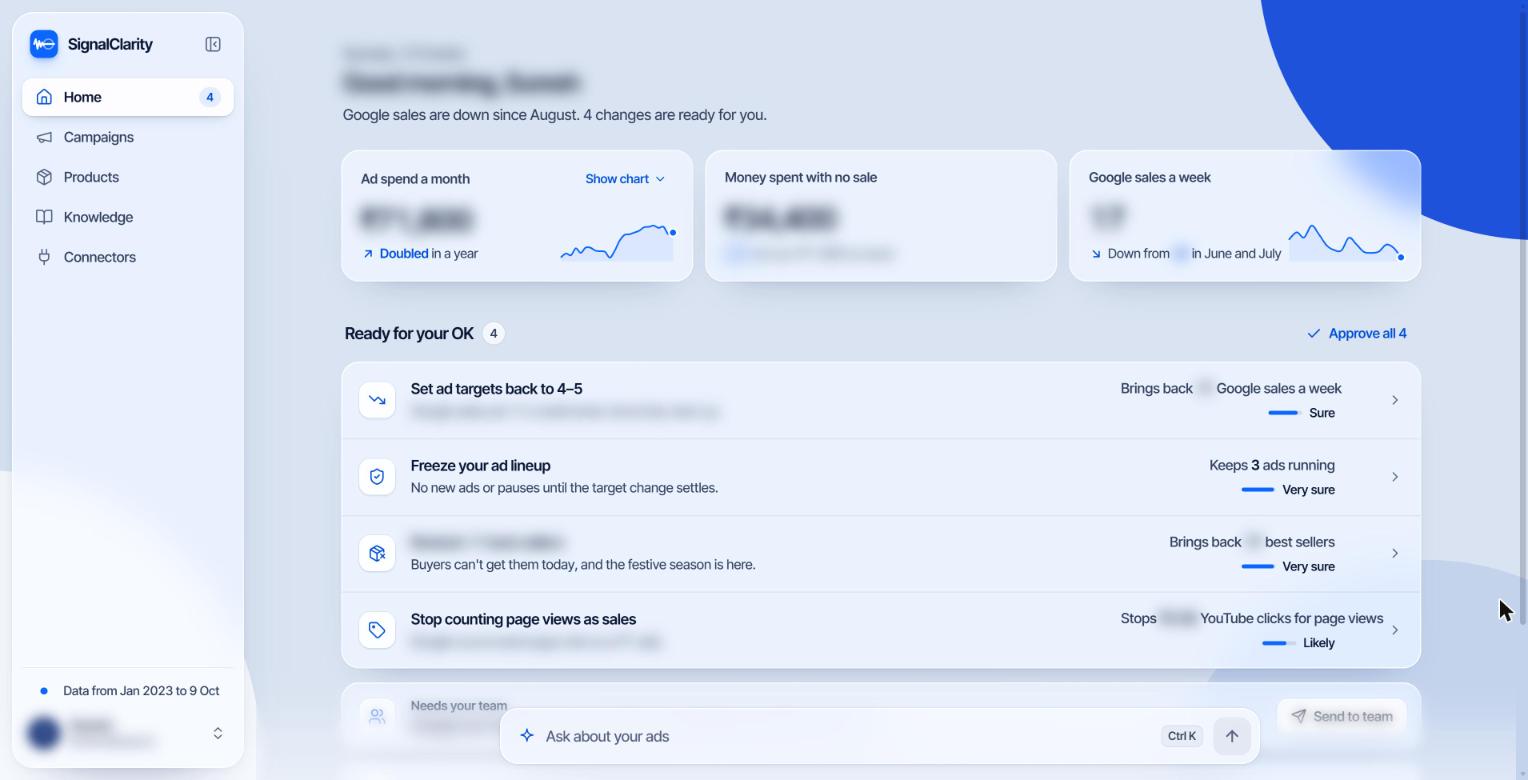 SignalClarity
Home 4
Campaigns
Products
Knowledge
Connectors
Data from Jan 2023 to 9 Oct
Good morning,
Google sales are down since August. 4 changes are ready for you.
Ad spend a month
Show chart
Doubled in a year
Money spent with no sale
Google sales a week
Down from in June and July
Ready for your OK 4
Approve all 4
Set ad targets back to 4–5
Brings back Google sales a week
Sure
Freeze your ad lineup
No new ads or pauses until the target change settles.
Keeps 3 ads running
Very sure
Buyers can't get them today, and the festive season is here.
Brings back best sellers
Very sure
Stop counting page views as sales
Stops YouTube clicks for page views
Likely
Needs your team
Send to team
Ask about your ads
Ctrl K